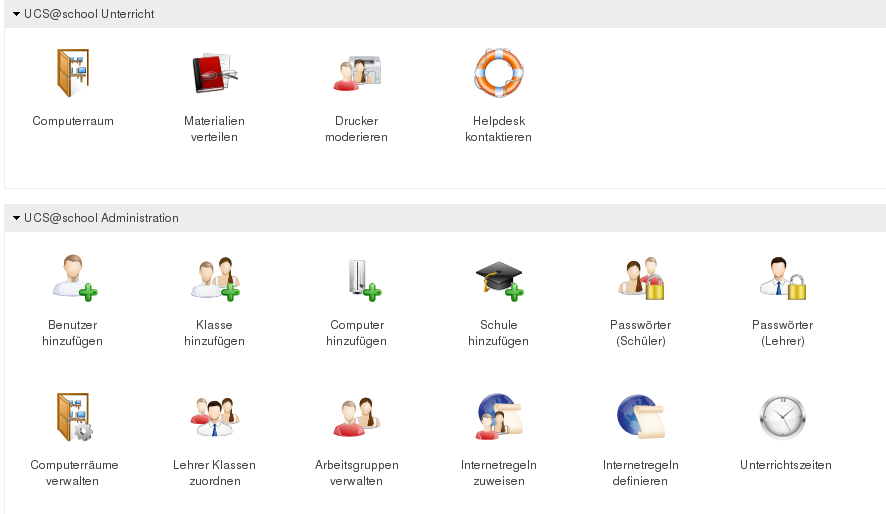 UCS@school Unterricht
Computerraum
Materialien
verteilen
Drucker
moderieren
Helpdesk
kontaktieren
UCS@school Administration
Benutzer
hinzufügen
Klasse
hinzufügen
Computer
hinzufügen
Schule
hinzufügen
Passwörter
(Schüler)
Passwörter
(Lehrer)
Computerräume
verwalten
Lehrer Klassen
zuordnen
Arbeitsgruppen
verwalten
Internetregeln
zuweisen
Internetregeln
definieren
Unterrichtszeiten